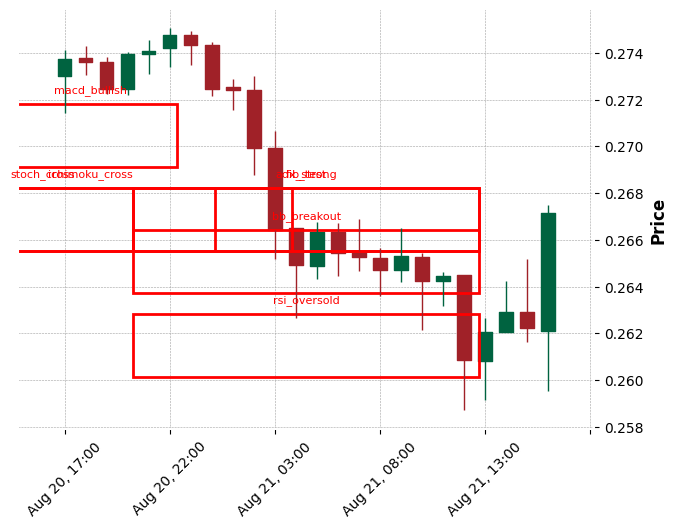 0.274
macd_bullish
0.272
0.270
stoch_cross
ichimoku_cross
0.268
bb_breakout
0.266
Price
0.264
rsi_oversold
0.262
0.260
0.258
Aug 20, 17:00
Aug 20, 22:00
Aug 21, 03:00
Aug 21, 08:00
Aug 21, 13:00